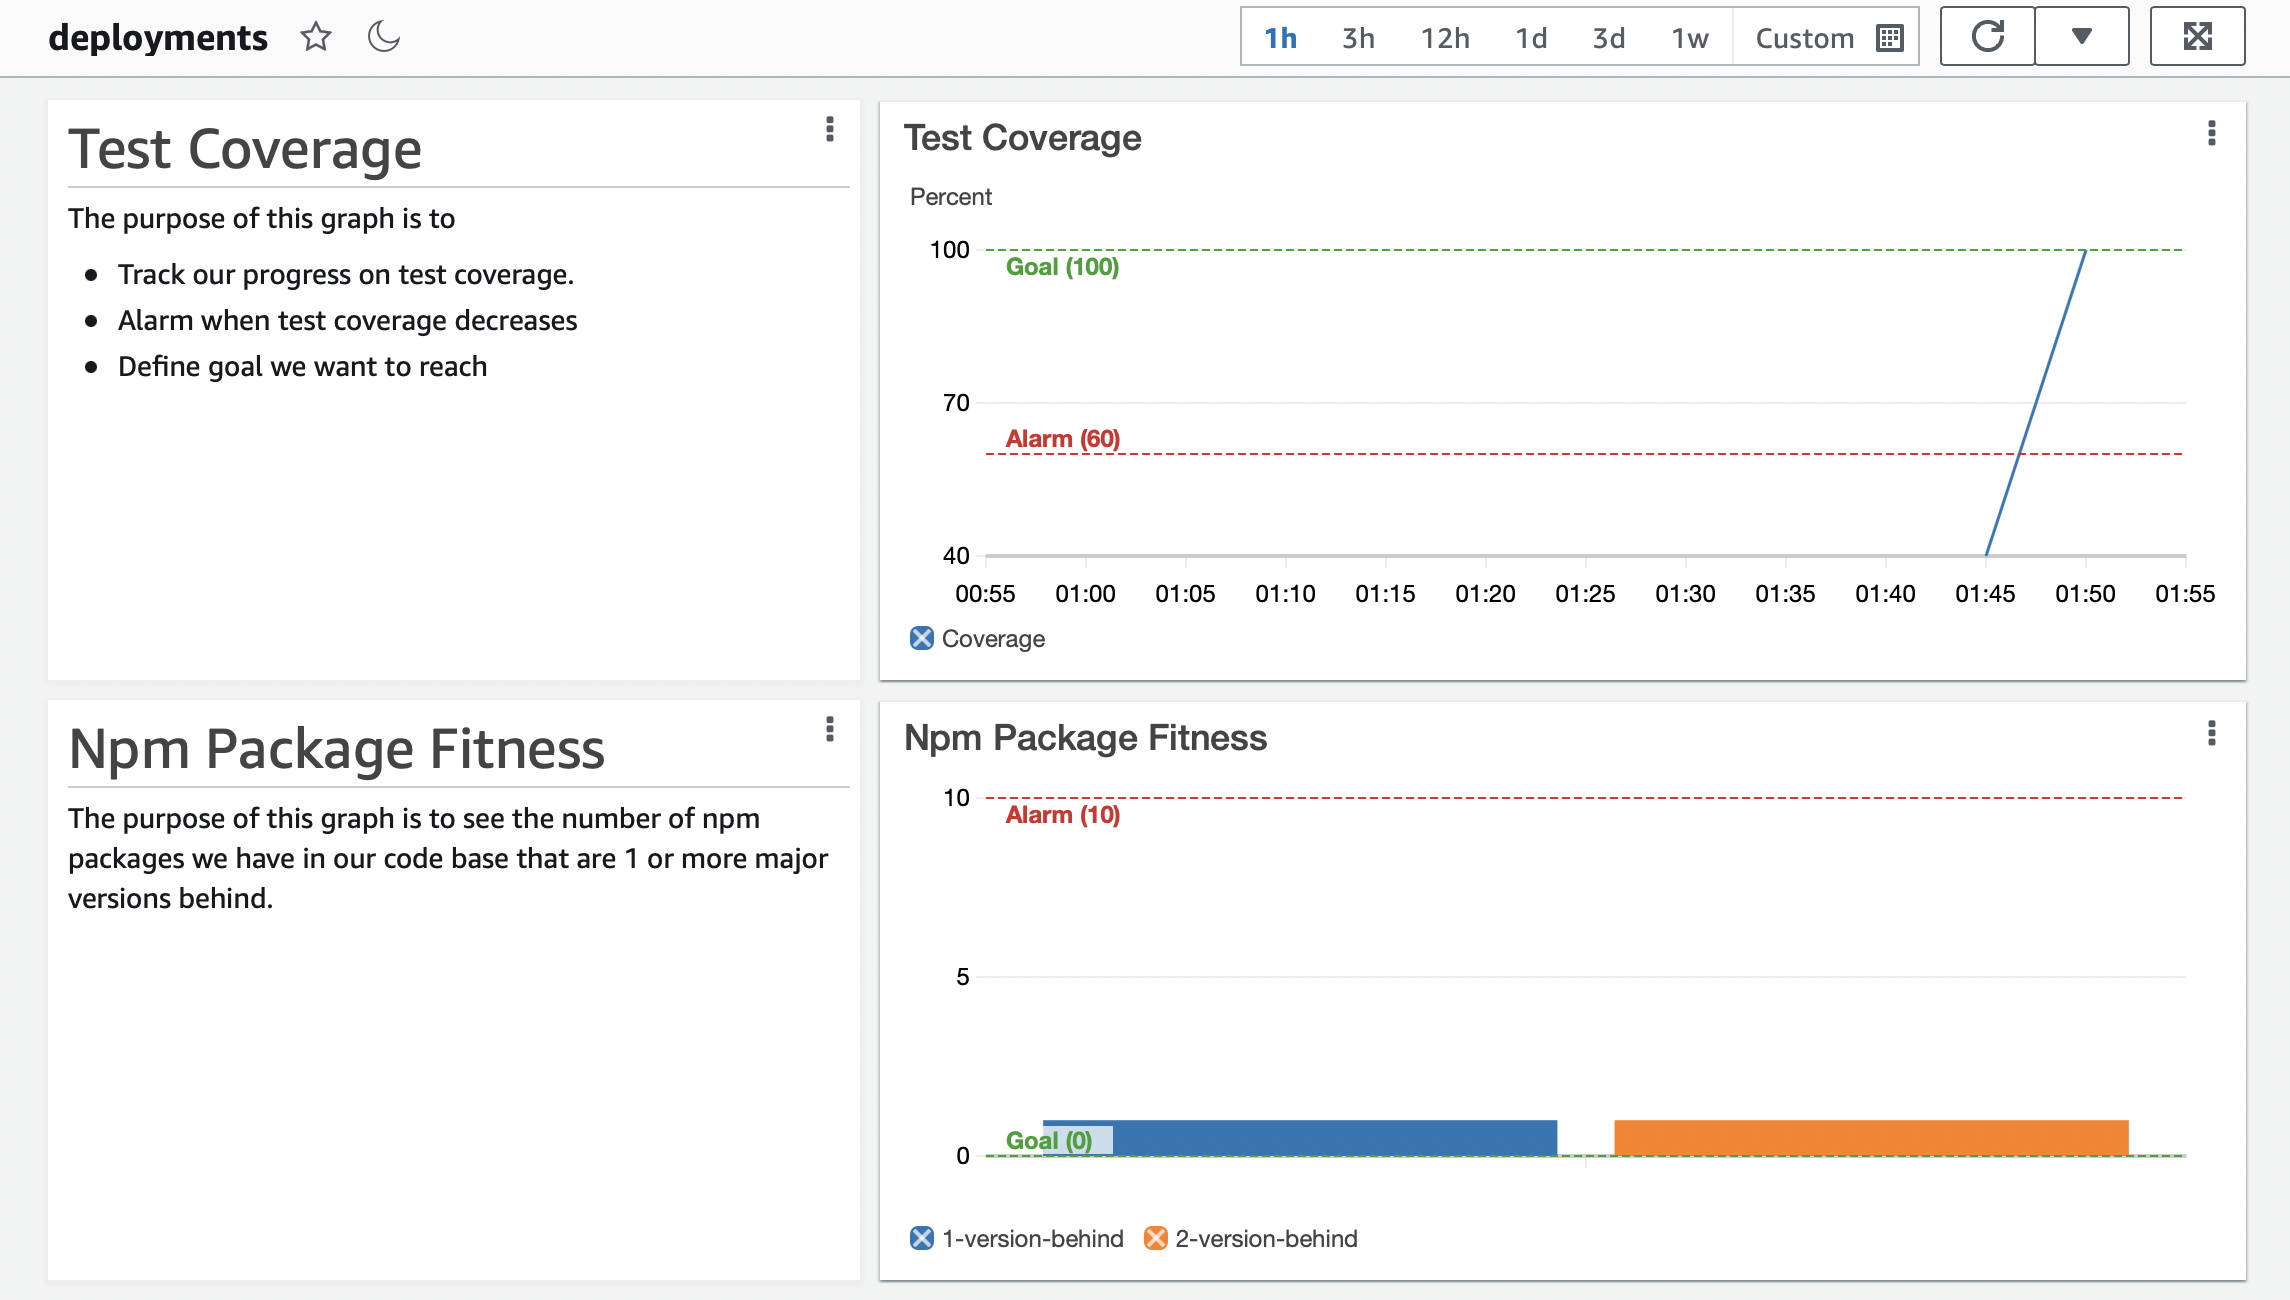 deployments
1h 3h 12h 1d 3d 1w Custom
Test Coverage
The purpose of this graph is to
Track our progress on test coverage.
Alarm when test coverage decreases
Define goal we want to reach
Test Coverage
Percent
100
Goal (100)
70
Alarm (60)
40
00:55 01:00 01:05 01:10 01:15 01:20 01:25 01:30 01:35 01:40 01:45 01:50 01:55
Coverage
Npm Package Fitness
The purpose of this graph is to see the number of npm
packages we have in our code base that are 1 or more major
versions behind.
Npm Package Fitness
10
Alarm (10)
5
Goal (0)
0
1-version-behind 2-version-behind